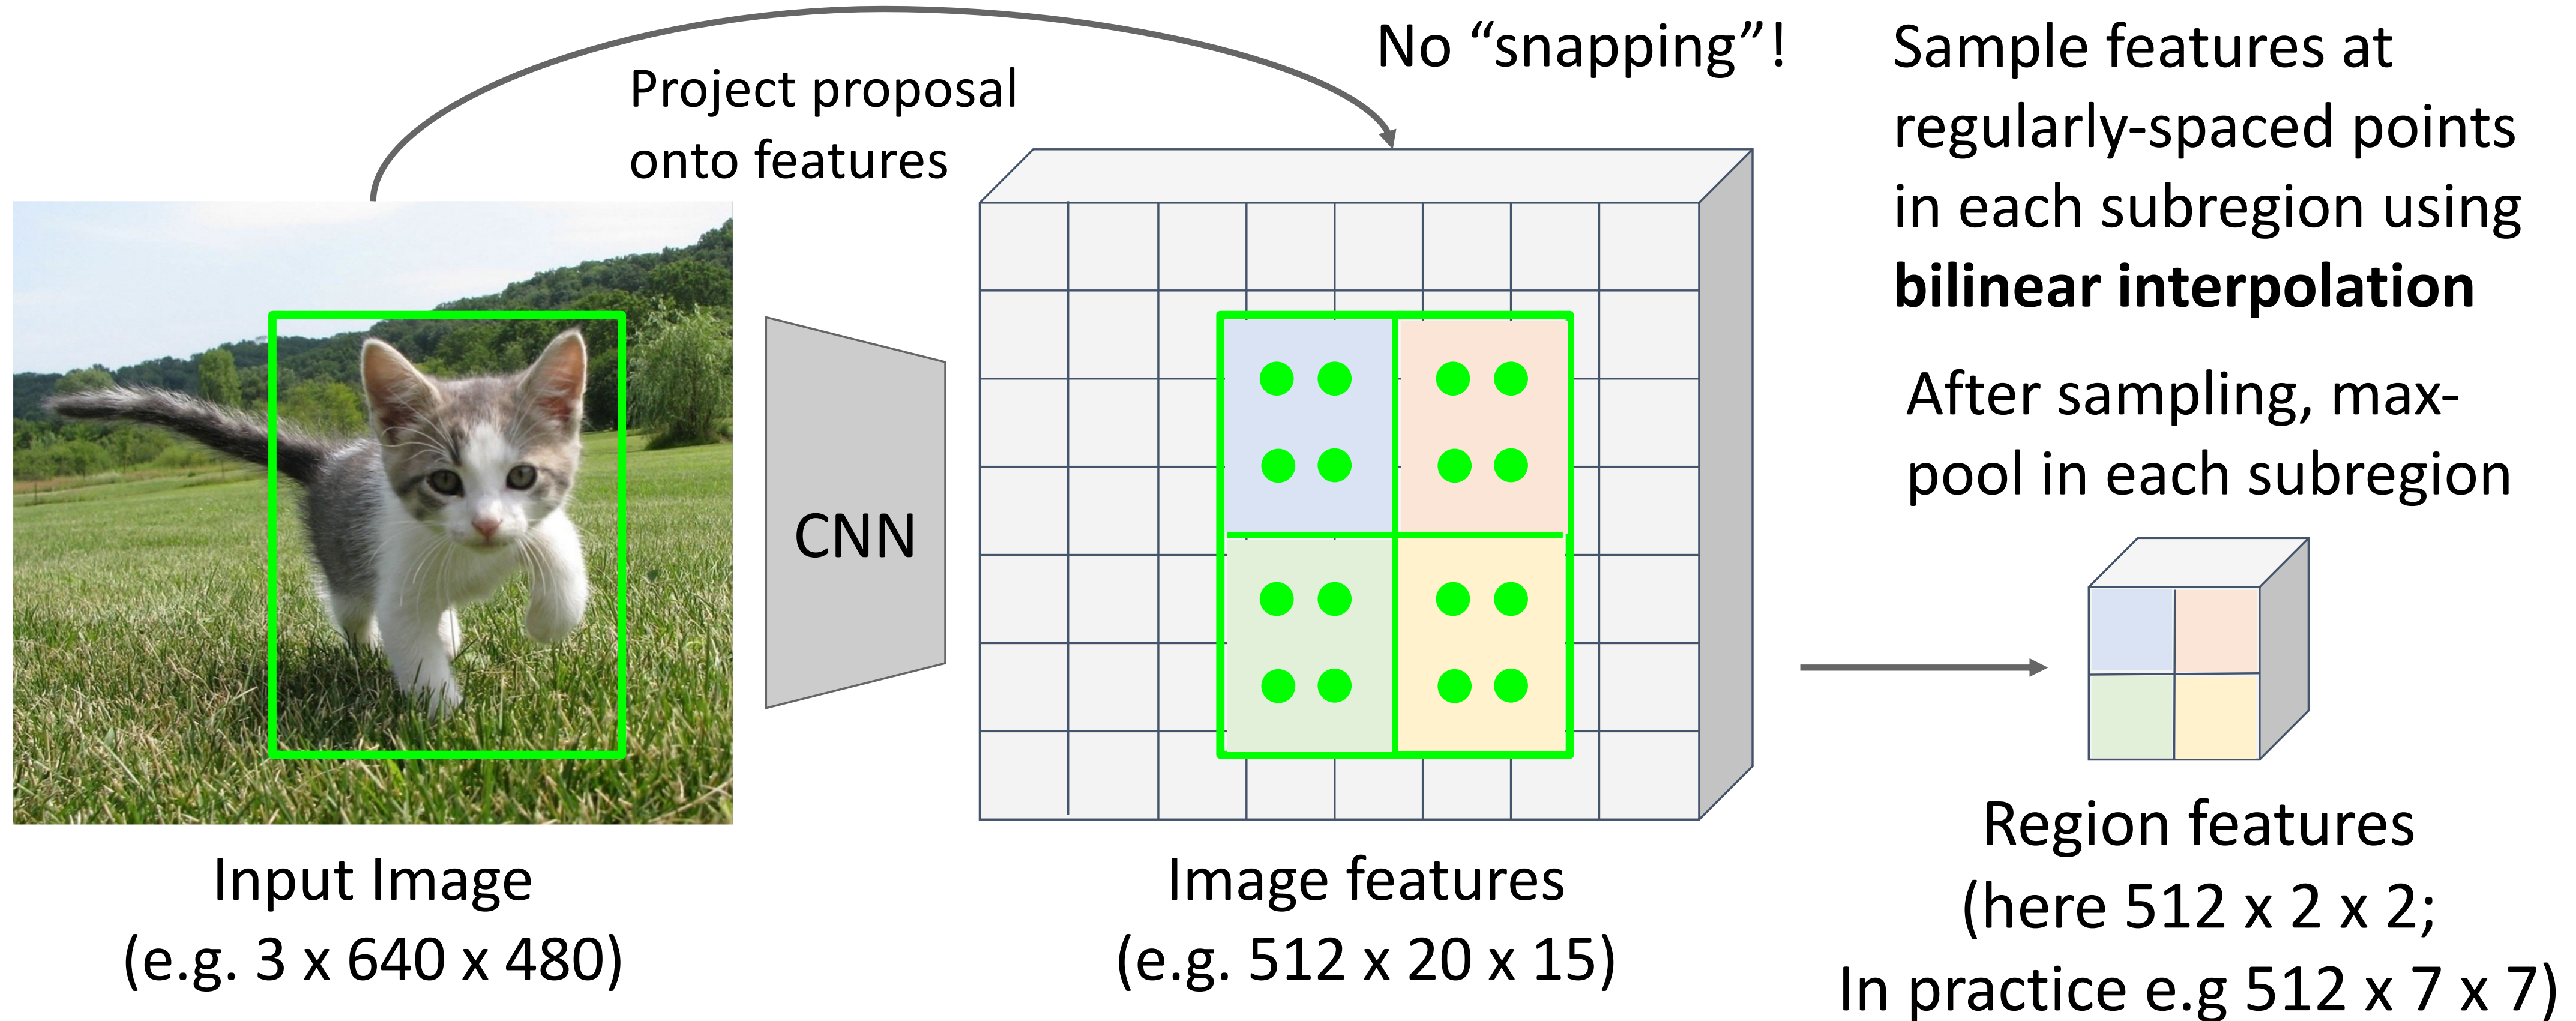 Project proposal
onto features
No “snapping”!
Sample features at
regularly-spaced points
in each subregion using
bilinear interpolation
After sampling, max-
pool in each subregion
CNN
Input Image
(e.g. 3 x 640 x 480)
Image features
(e.g. 512 x 20 x 15)
Region features
(here 512 x 2 x 2;
In practice e.g 512 x 7 x 7)